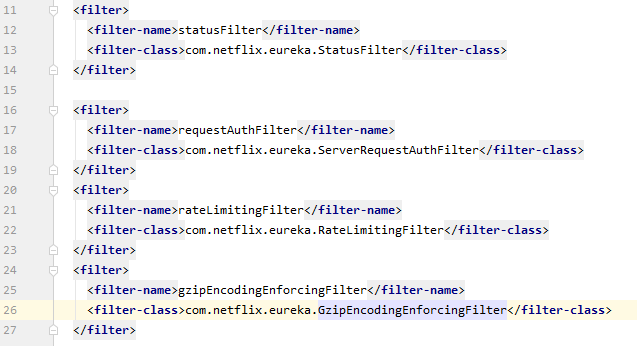 11 <filter>
12 <filter-name>statusFilter</filter-name>
13 <filter-class>com.netflix.eureka.StatusFilter</filter-class>
14 </filter>
15
16 <filter>
17 <filter-name>requestAuthFilter</filter-name>
18 <filter-class>com.netflix.eureka.ServerRequestAuthFilter</filter-class>
19 </filter>
20 <filter>
21 <filter-name>rateLimitingFilter</filter-name>
22 <filter-class>com.netflix.eureka.RateLimitingFilter</filter-class>
23 </filter>
24 <filter>
25 <filter-name>gzipEncodingEnforcingFilter</filter-name>
26 <filter-class>com.netflix.eureka.GzipEncodingEnforcingFilter</filter-class>
27 </filter>